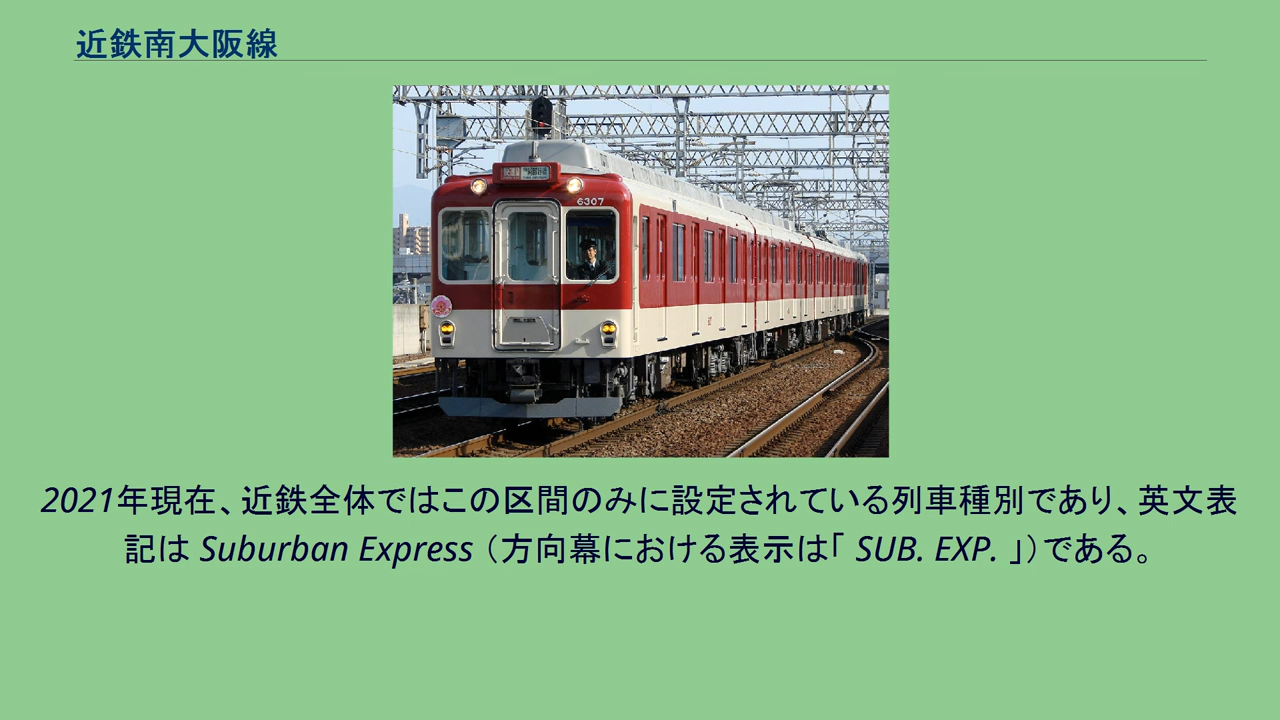 近鉄南大阪線
6307
2021年現在、近鉄全体ではこの区間のみに設定されている列車種別であり、英文表
記は Suburban Express （方向幕における表示は「 SUB. EXP. 」）である。